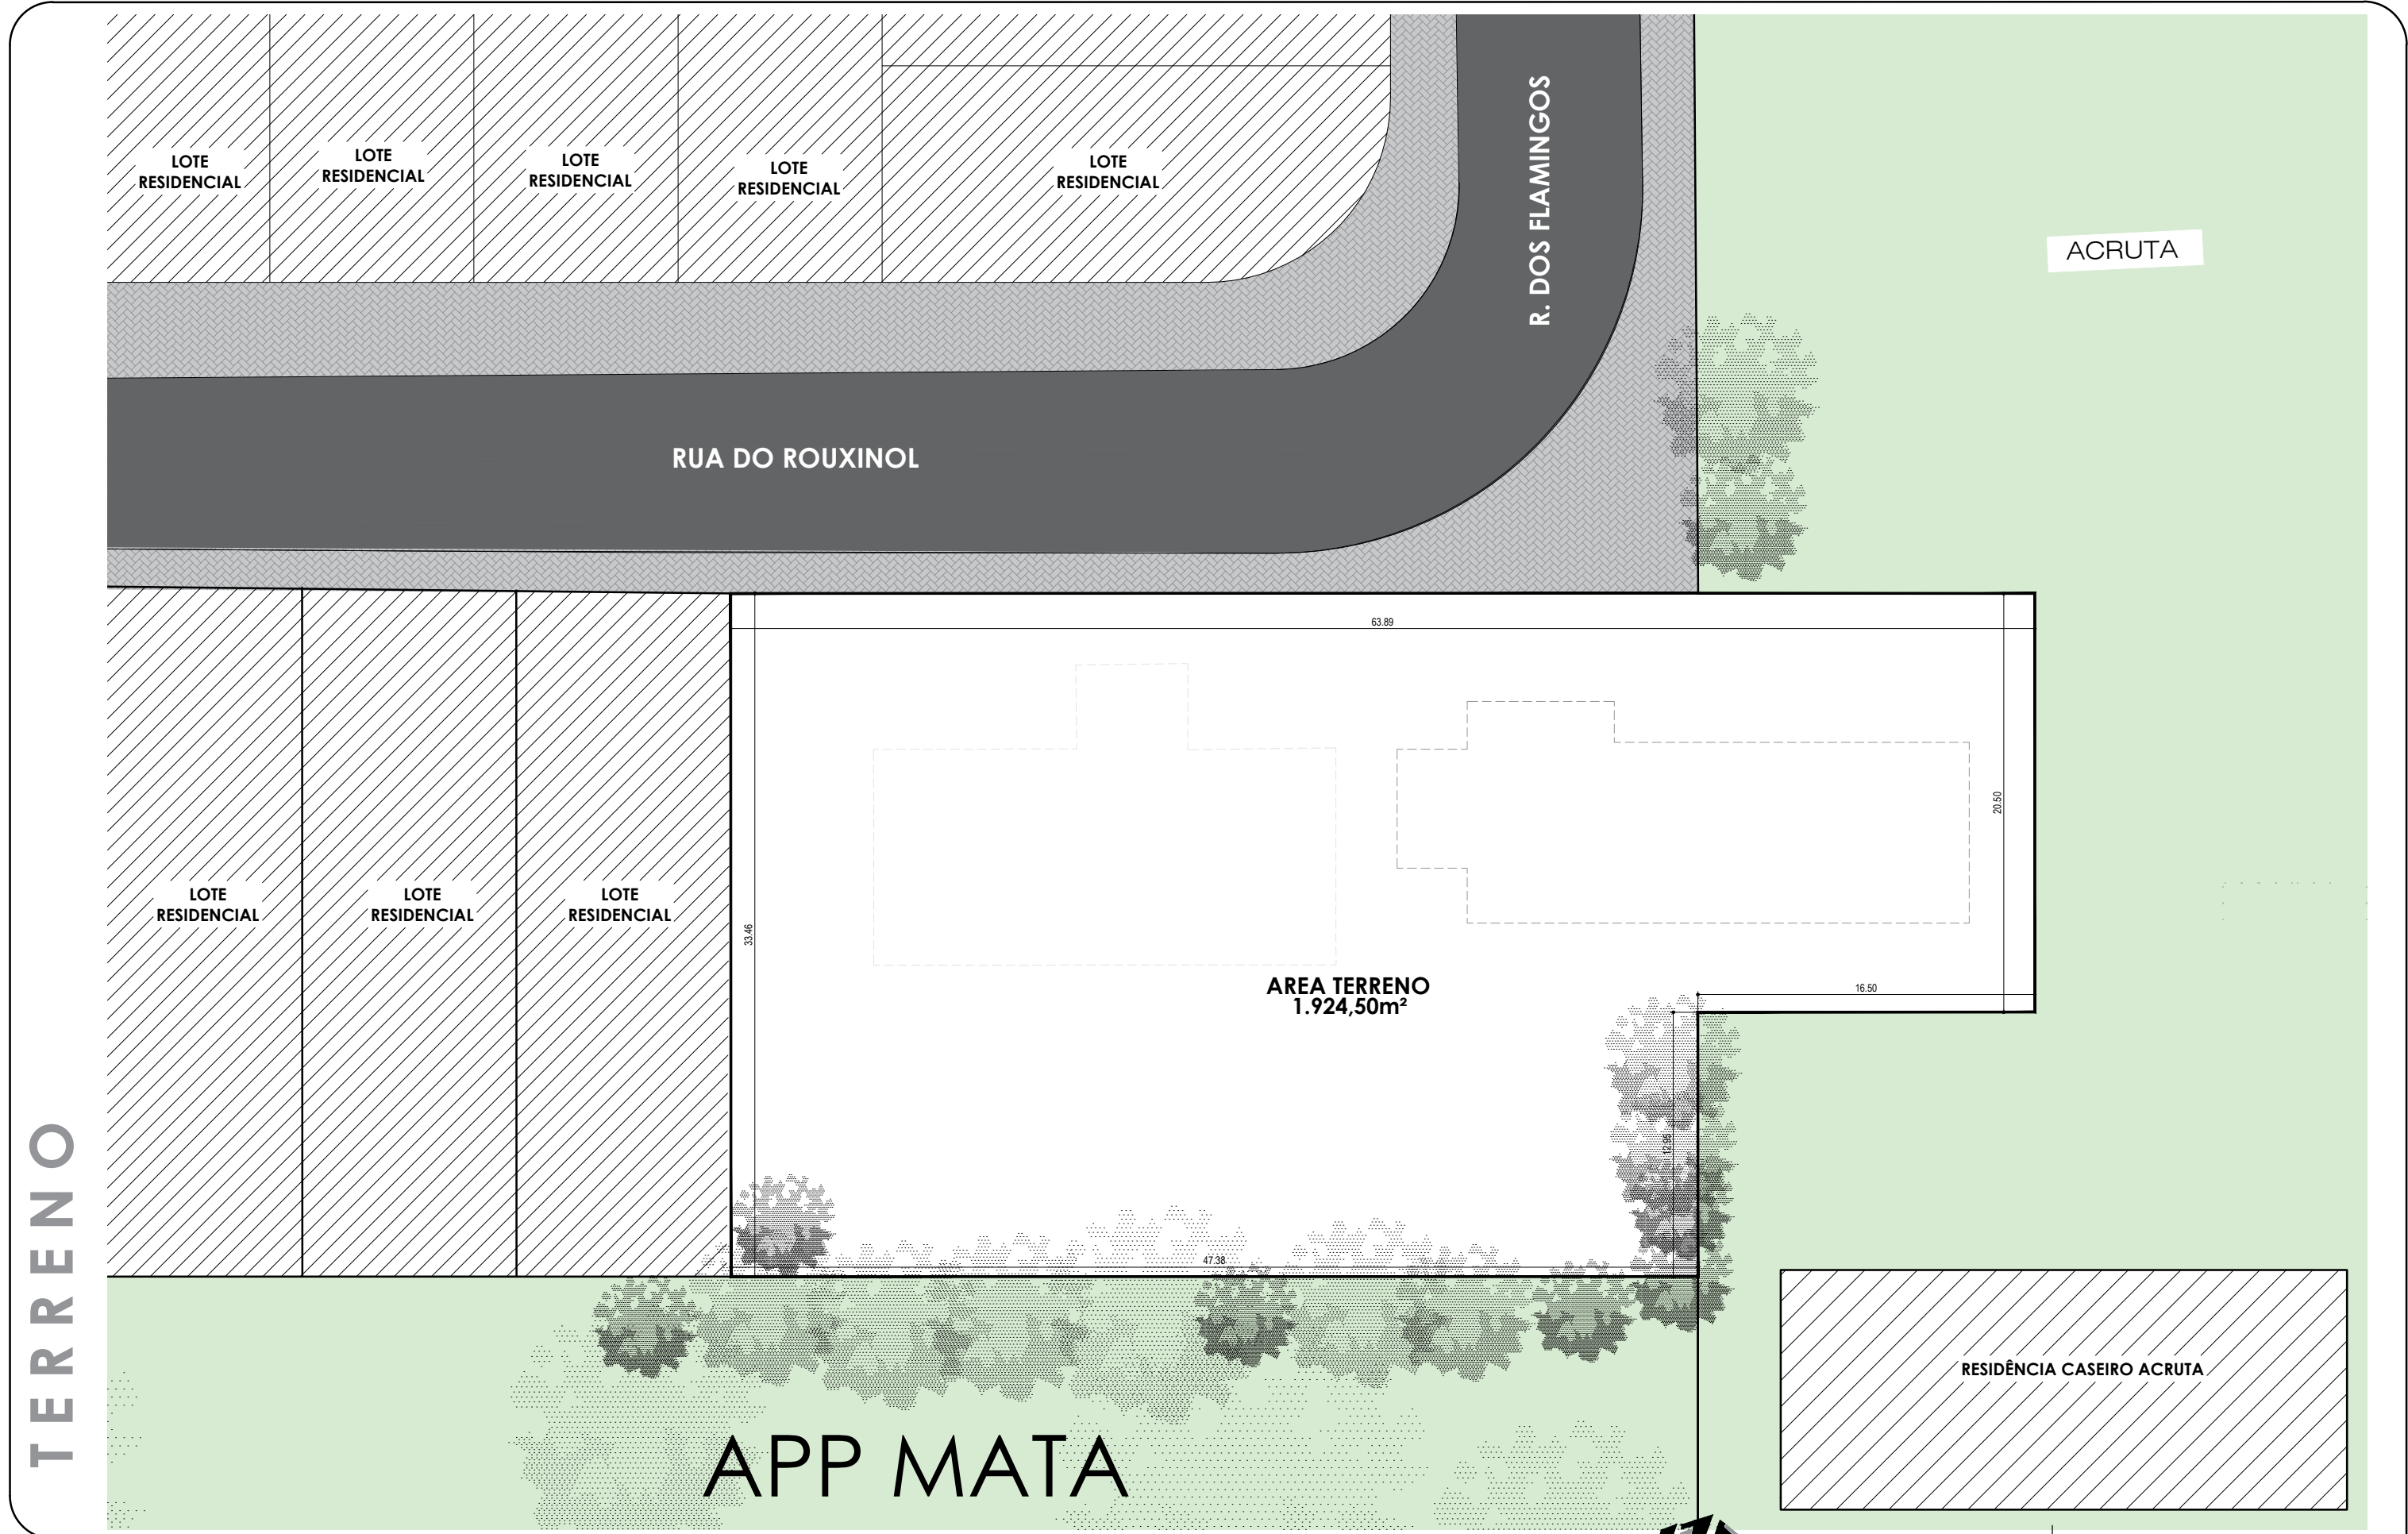 LOTE
RESIDENCIAL
LOTE
RESIDENCIAL
LOTE
RESIDENCIAL
LOTE
RESIDENCIAL
LOTE
RESIDENCIAL
R. DOS FLAMINGOS
ACRUTA
RUA DO ROUXINOL
63.89
20.50
LOTE
RESIDENCIAL
LOTE
RESIDENCIAL
LOTE
RESIDENCIAL
33.46
AREA TERRENO
1.924,50m²
16.50
12.95
47.38
TERRENO
RESIDÊNCIA CASEIRO ACRUTA
APP MATA